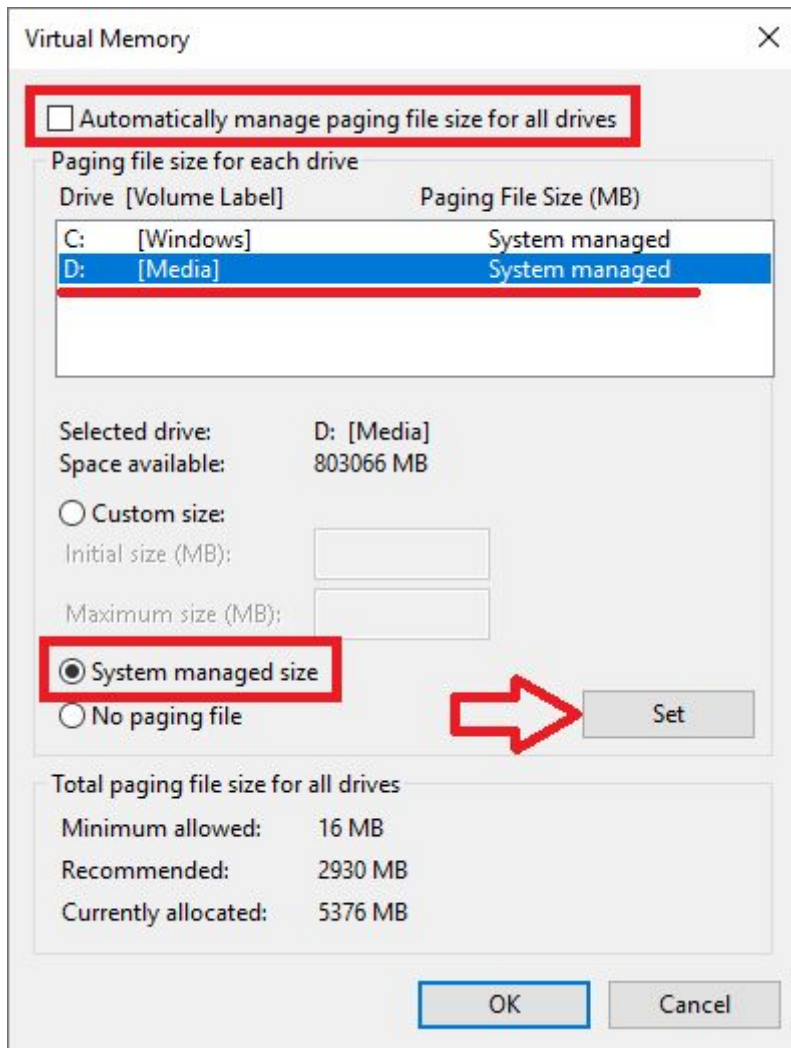 Virtual Memory
Automatically manage paging file size for all drives
Paging file size for each drive
Drive [Volume Label] Paging File Size (MB)
C: [Windows] System managed
D: [Media] System managed
Selected drive: D: [Media]
Space available: 803066 MB
Custom size:
Initial size (MB):
Maximum size (MB):
System managed size
No paging file Set
Total paging file size for all drives
Minimum allowed: 16 MB
Recommended: 2930 MB
Currently allocated: 5376 MB
OK Cancel